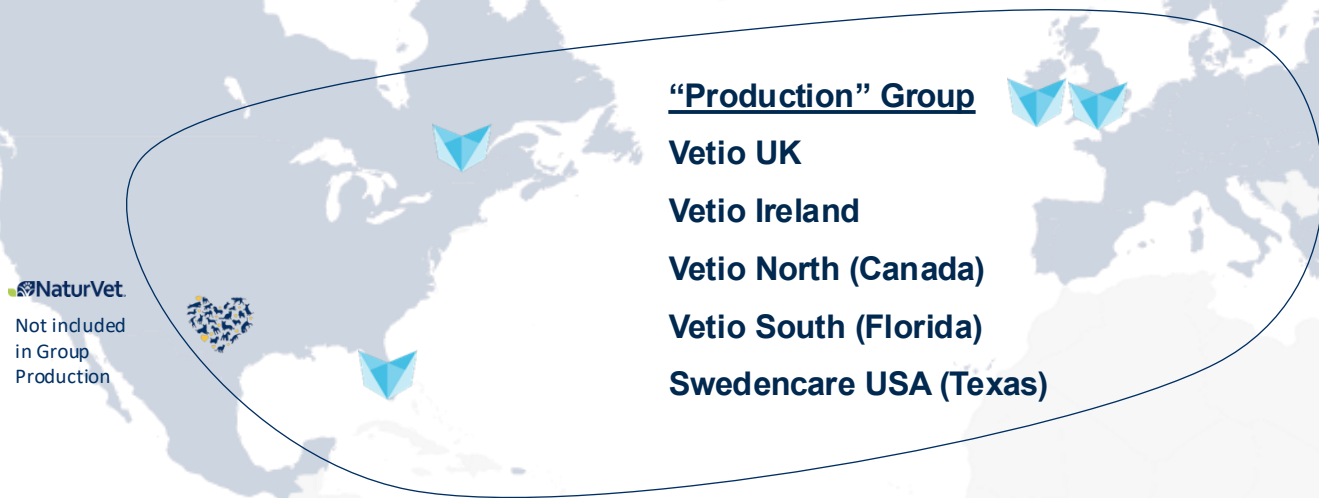 “Production” Group
Vetio UK
Vetio Ireland
Vetio North (Canada)
Vetio South (Florida)
Swedencare USA (Texas)
NaturVet.
Not included
in Group
Production